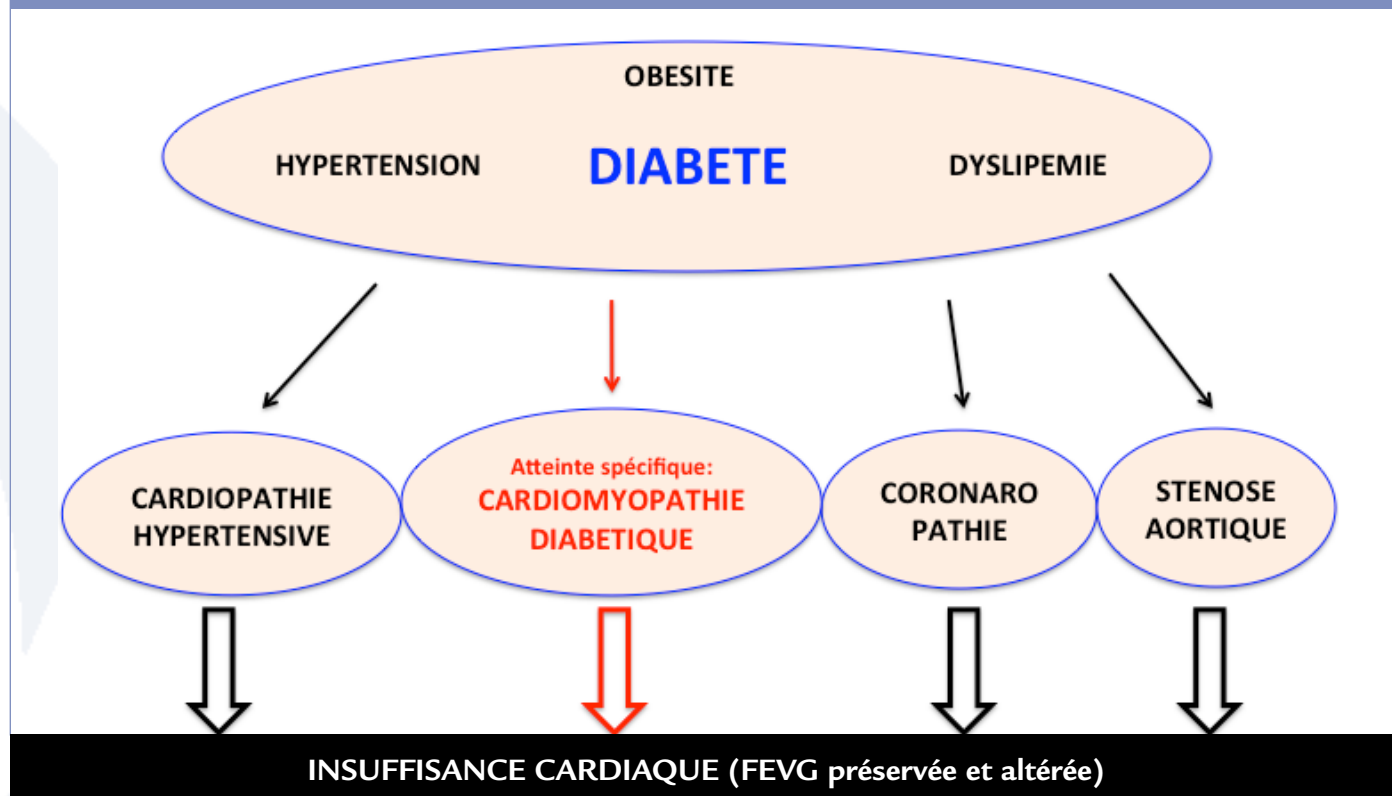 OBESITE
HYPERTENSION
DIABETE
DYSLIPEMIE
CARDIOPATHIE
HYPERTENSIVE
Atteinte spécifique:
CARDIOMYOPATHIE
DIABETIQUE
CORONARO
PATHIE
STENOSE
AORTIQUE
INSUFFISANCE CARDIAQUE (FEVG préservée et altérée)